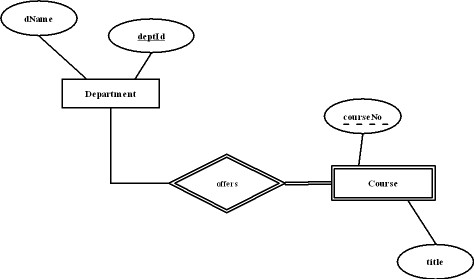 dName
deptId
Department
courseNo
offers
Course
title